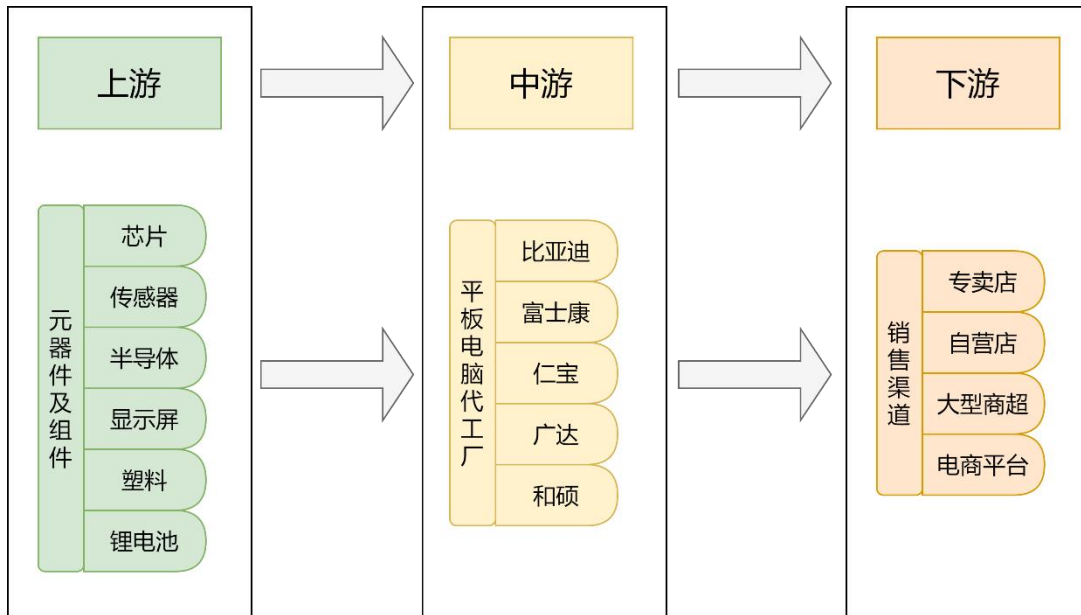 上游
元器件及组件
芯片
传感器
半导体
显示屏
塑料
锂电池
中游
平板电脑代工厂
比亚迪
富士康
仁宝
广达
和硕
下游
销售渠道
专卖店
自营店
大型商超
电商平台